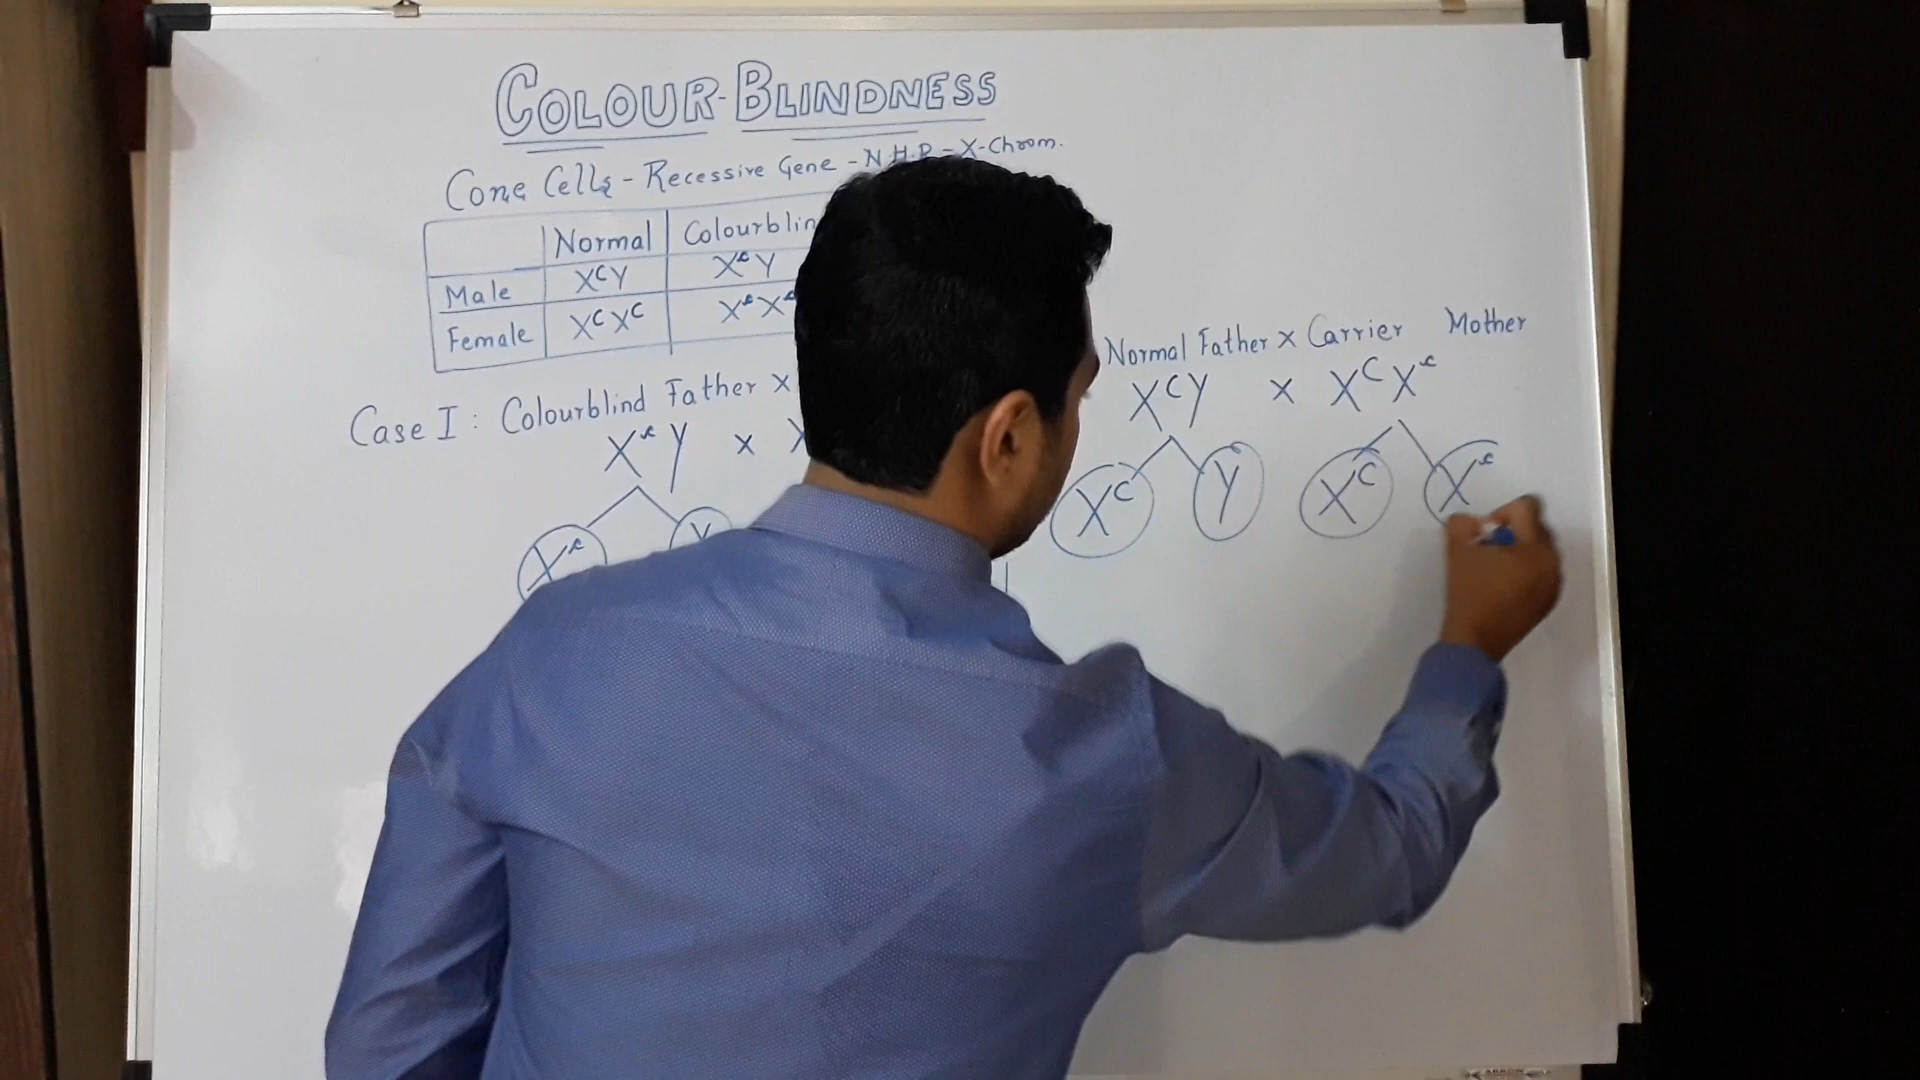 COLOUR-BLINDNESS
Cone Cells - Recessive Gene - N.H.P - X-Chrom.
Normal Colourblin
Male XᶜY XᶜY
Female XᶜXᶜ XᶜXᶜ
Case I : Colourblind Father X
XᶜY X
Xᶜ
Normal Father X Carrier Mother
XᶜY X XᶜXᶜ
Xᶜ Y Xᶜ Xᶜ